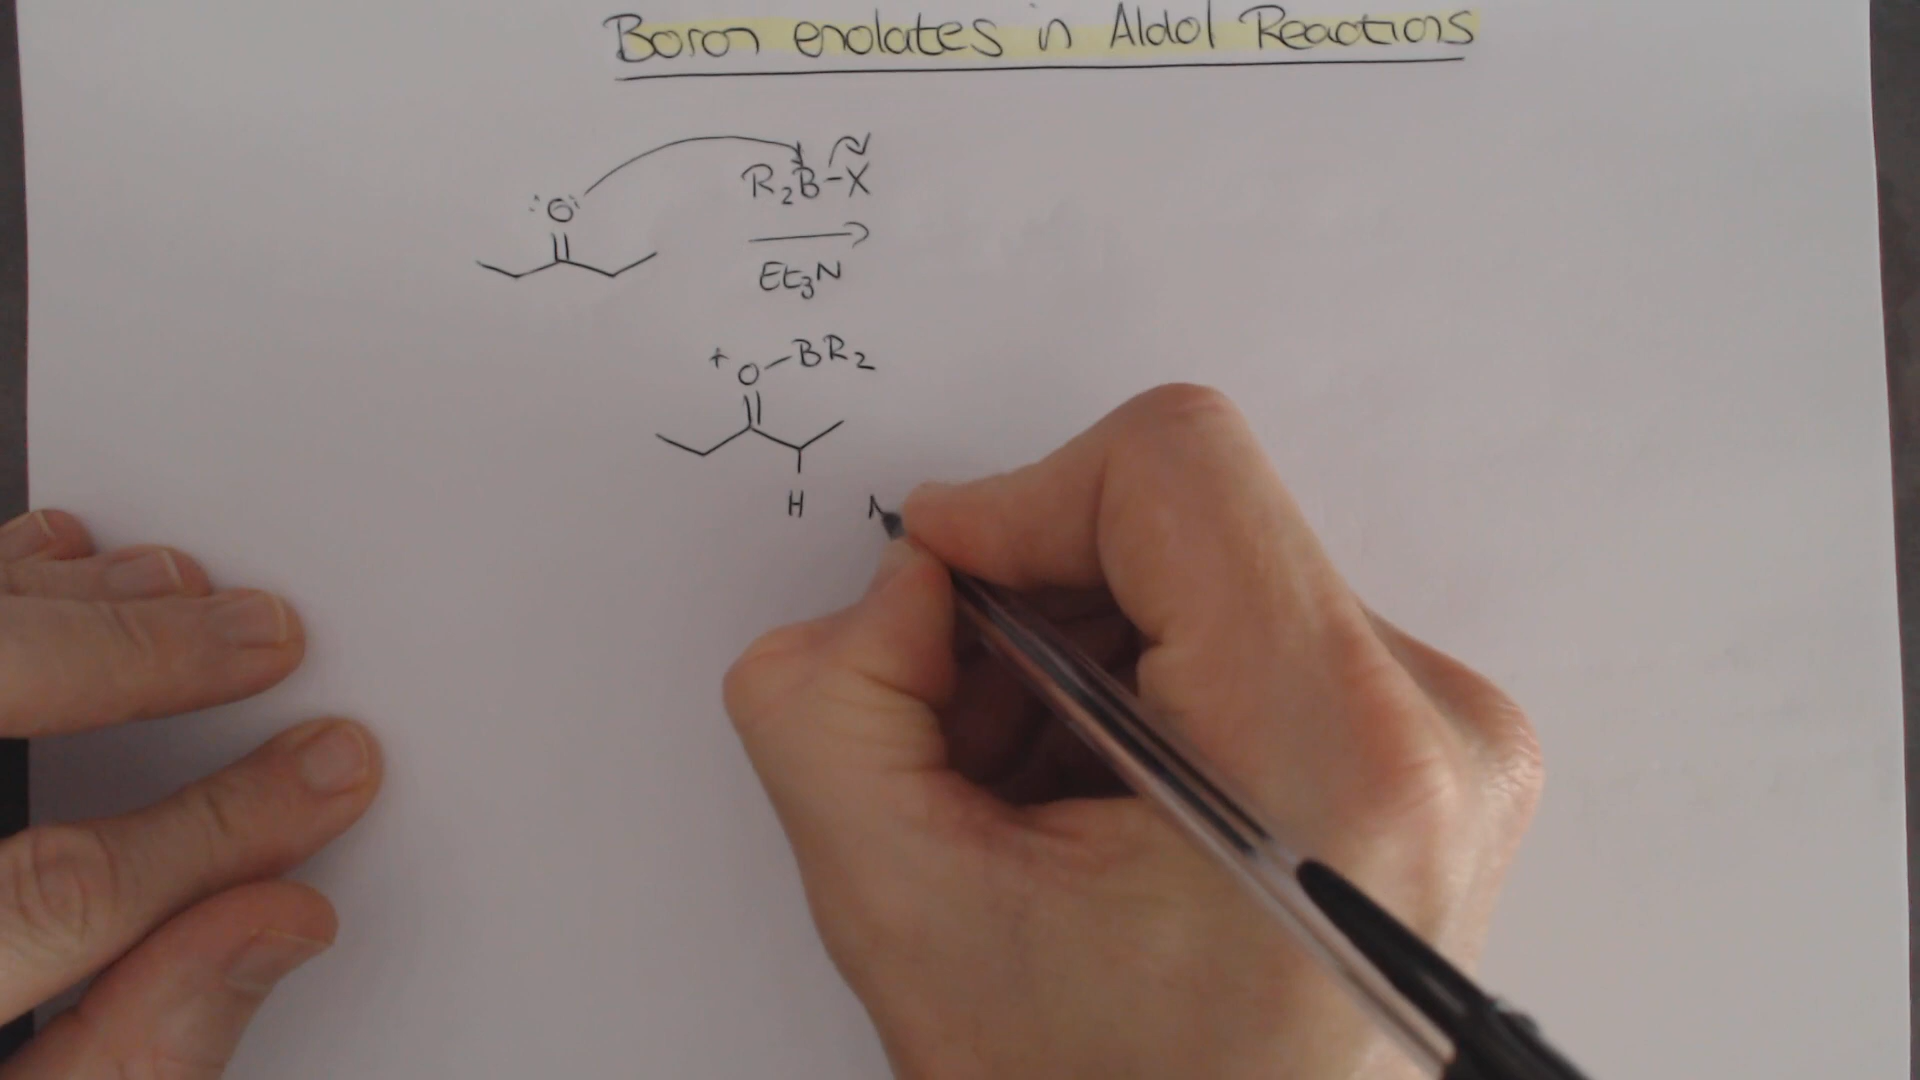 Boron enolates in Aldol Reactions
R₂B-X
:O:
Et₃N
+ O-BR₂
H